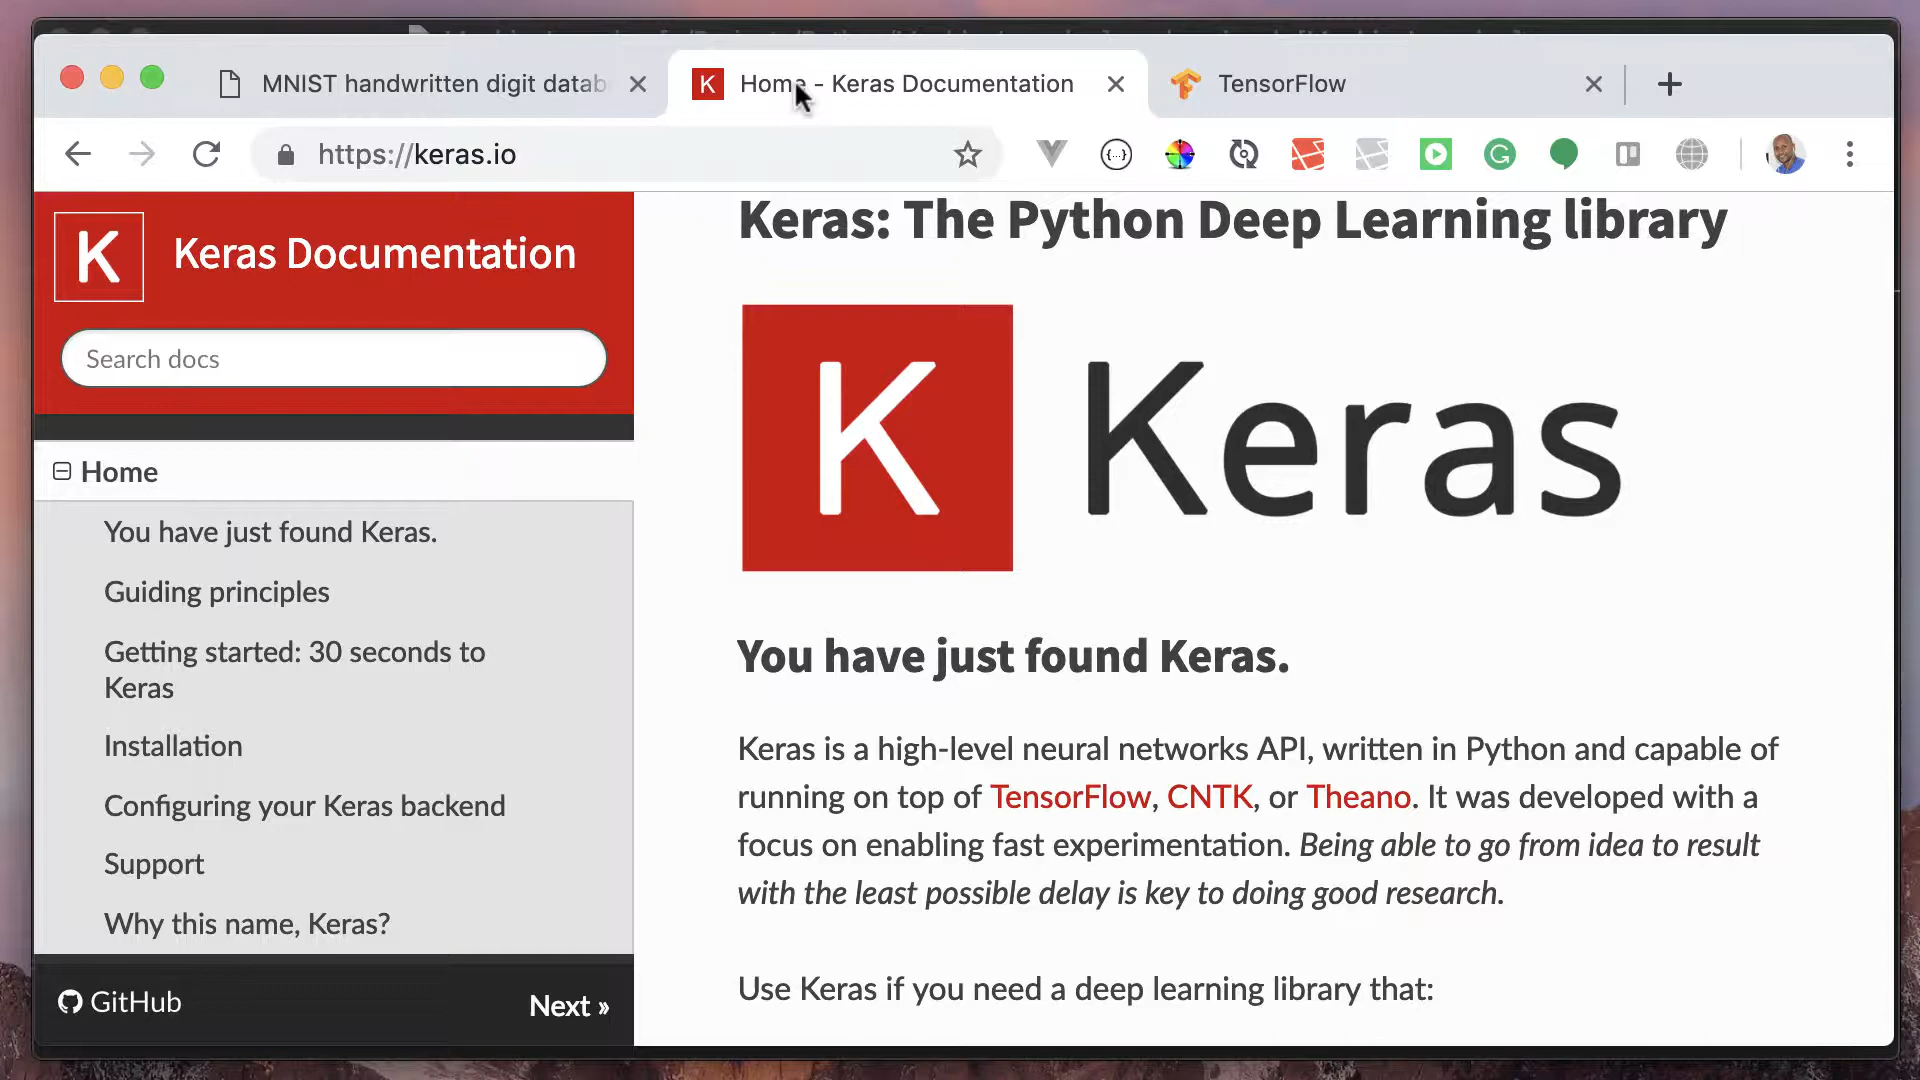 MNIST handwritten digit datab
Home - Keras Documentation
TensorFlow
https://keras.io
K
Keras Documentation
Search docs
Home
You have just found Keras.
Guiding principles
Getting started: 30 seconds to
Keras
Installation
Configuring your Keras backend
Support
Why this name, Keras?
GitHub
Next »
Keras: The Python Deep Learning library
K Keras
You have just found Keras.
Keras is a high-level neural networks API, written in Python and capable of
running on top of TensorFlow, CNTK, or Theano. It was developed with a
focus on enabling fast experimentation. Being able to go from idea to result
with the least possible delay is key to doing good research.
Use Keras if you need a deep learning library that: